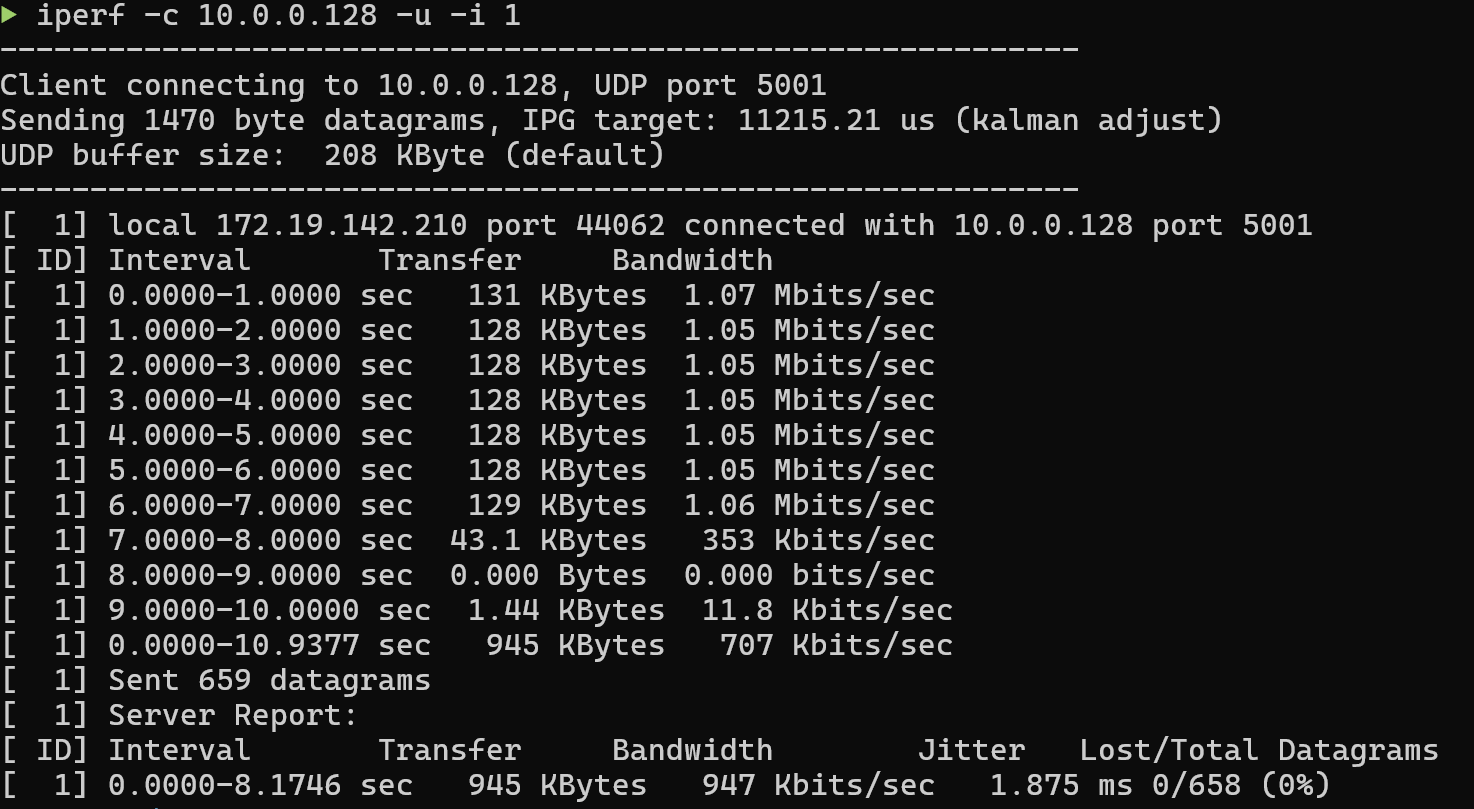 ▶ iperf -c 10.0.0.128 -u -i 1
------------------------------------------------------------
Client connecting to 10.0.0.128, UDP port 5001
Sending 1470 byte datagrams, IPG target: 11215.21 us (kalman adjust)
UDP buffer size:  208 KByte (default)
------------------------------------------------------------
[  1] local 172.19.142.210 port 44062 connected with 10.0.0.128 port 5001
[ ID] Interval       Transfer     Bandwidth
[  1] 0.0000-1.0000 sec   131 KBytes  1.07 Mbits/sec
[  1] 1.0000-2.0000 sec   128 KBytes  1.05 Mbits/sec
[  1] 2.0000-3.0000 sec   128 KBytes  1.05 Mbits/sec
[  1] 3.0000-4.0000 sec   128 KBytes  1.05 Mbits/sec
[  1] 4.0000-5.0000 sec   128 KBytes  1.05 Mbits/sec
[  1] 5.0000-6.0000 sec   128 KBytes  1.05 Mbits/sec
[  1] 6.0000-7.0000 sec   129 KBytes  1.06 Mbits/sec
[  1] 7.0000-8.0000 sec  43.1 KBytes   353 Kbits/sec
[  1] 8.0000-9.0000 sec  0.000 Bytes  0.000 bits/sec
[  1] 9.0000-10.0000 sec  1.44 KBytes  11.8 Kbits/sec
[  1] 0.0000-10.9377 sec   945 KBytes   707 Kbits/sec
[  1] Sent 659 datagrams
[  1] Server Report:
[ ID] Interval       Transfer     Bandwidth        Jitter   Lost/Total Datagrams
[  1] 0.0000-8.1746 sec   945 KBytes   947 Kbits/sec   1.875 ms 0/658 (0%)